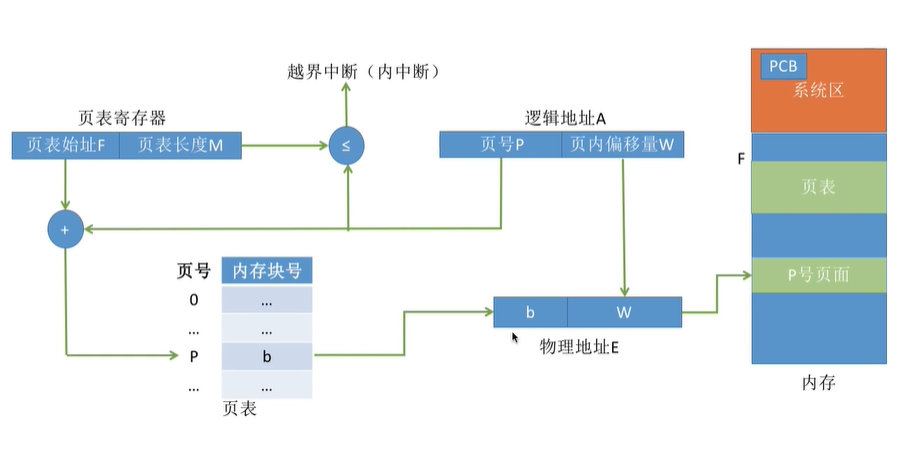 越界中断（内中断）
页表寄存器
页表始址F 页表长度M
≤
逻辑地址A
页号P 页内偏移量W
+
页号 内存块号
0 ...
... ...
P b
... ...
页表
b W
物理地址E
PCB
系统区
F
页表
P号页面
内存